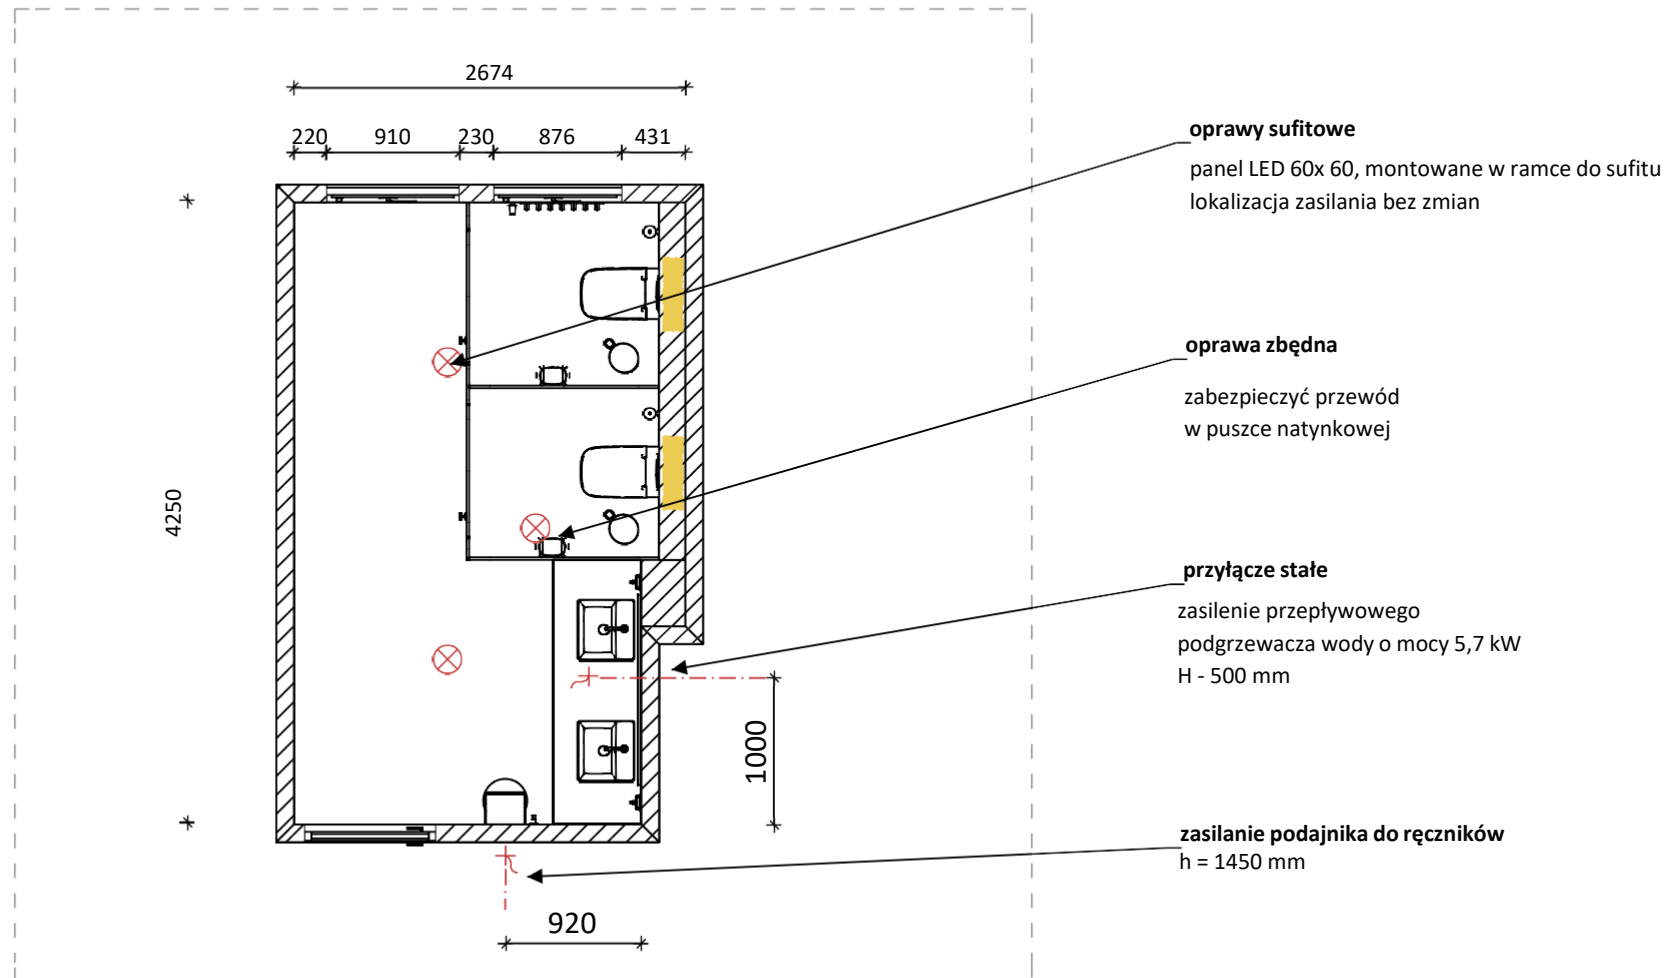 2674
220 910 230 876 431
oprawy sufitowe
panel LED 60x 60, montowane w ramce do sufitu
lokalizacja zasilania bez zmian
oprawa zbędna
zabezpieczyć przewód
w puszce natynkowej
4250
przyłącze stałe
zasilenie przepływowego
podgrzewacza wody o mocy 5,7 kW
H - 500 mm
1000
zasilanie podajnika do ręczników
h = 1450 mm
920